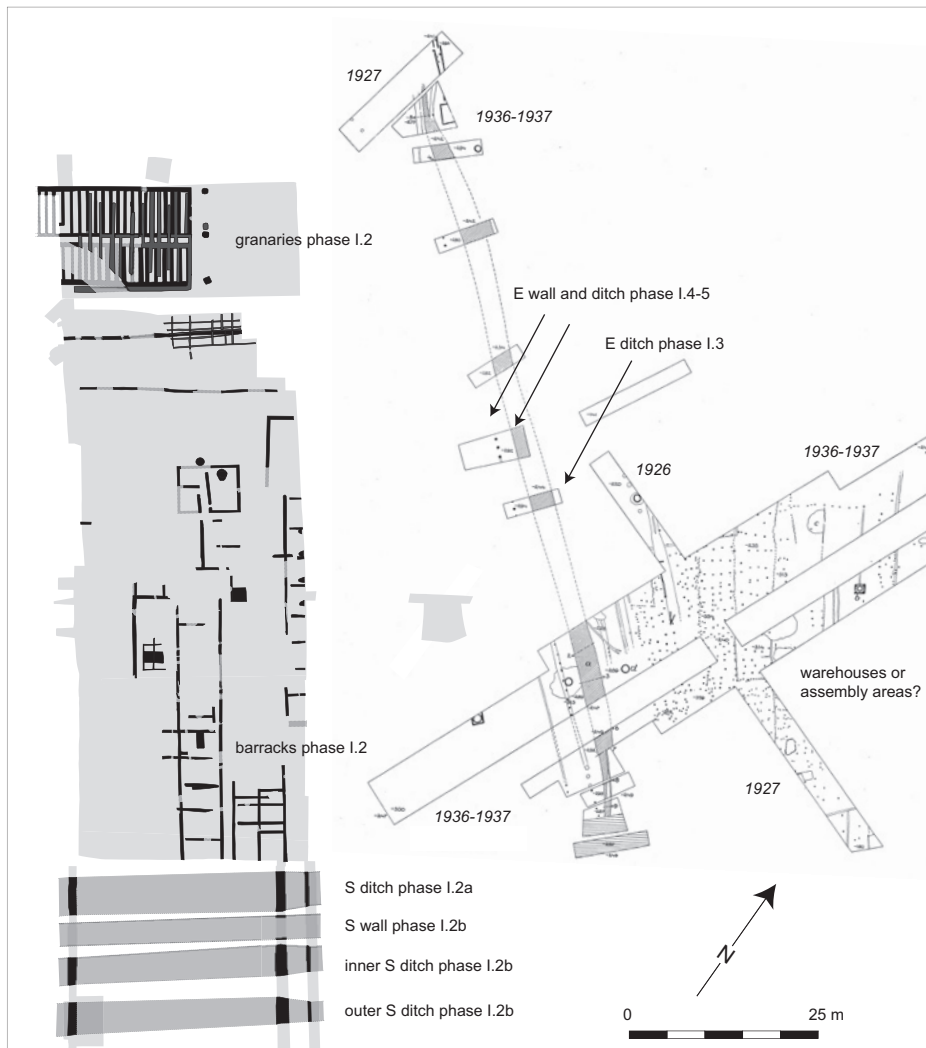 1927
1936-1937
granaries phase I.2
E wall and ditch phase I.4-5
E ditch phase I.3
1936-1937
1926
warehouses or
assembly areas?
barracks phase I.2
1927
1936-1937
S ditch phase I.2a
S wall phase I.2b
inner S ditch phase I.2b
outer S ditch phase I.2b
N
0 25 m